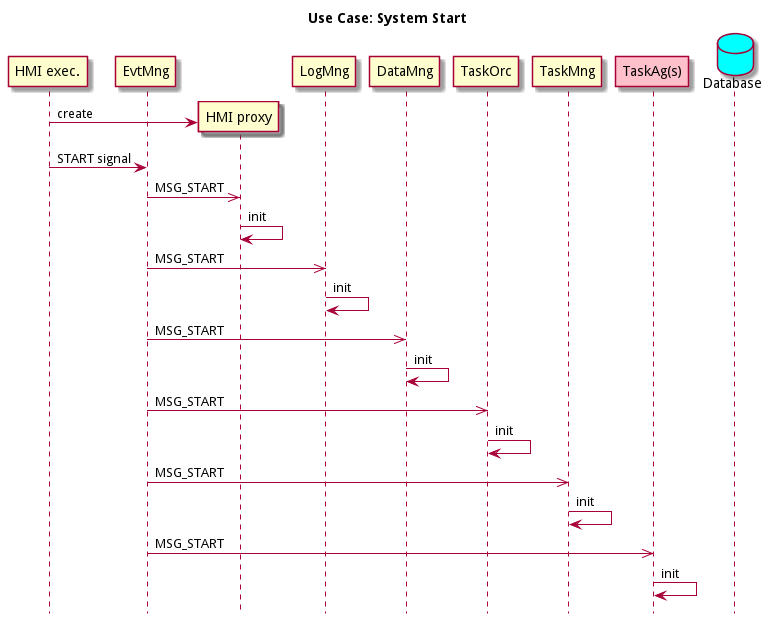 Use Case: System Start
HMI exec.
EvtMng
LogMng
DataMng
TaskOrc
TaskMng
TaskAg(s)
Database
create
HMI proxy
START signal
MSG_START
init
MSG_START
init
MSG_START
init
MSG_START
init
MSG_START
init
MSG_START
init